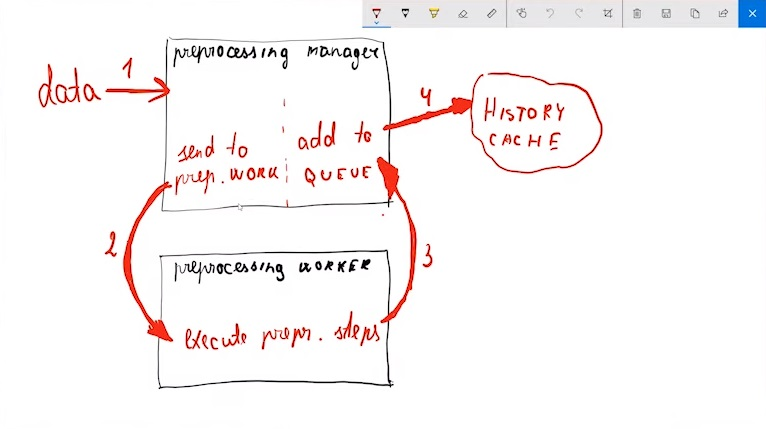 preprocessing manager
data
1
send to
prep. WORK
add to
QUEUE
4
HISTORY
CACHE
2
3
preprocessing WORKER
execute prepr. steps